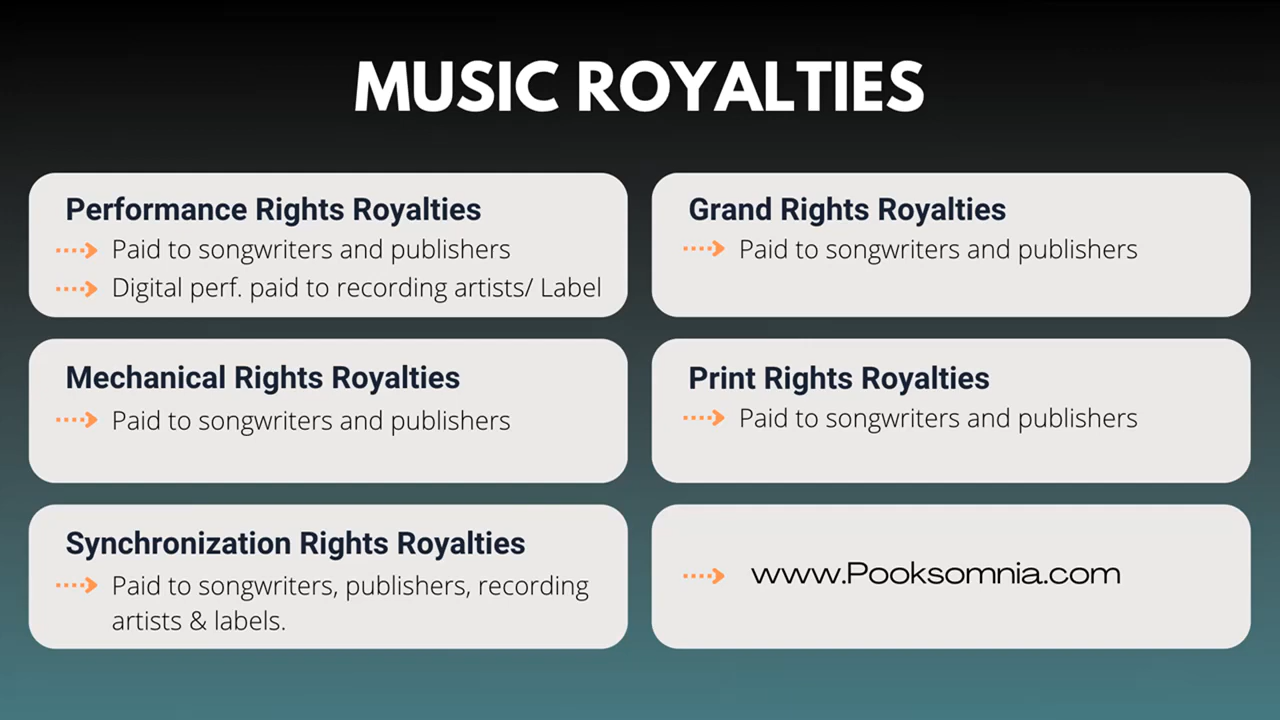 MUSIC ROYALTIES
Performance Rights Royalties
Paid to songwriters and publishers
Digital perf. paid to recording artists/ Label
Grand Rights Royalties
Paid to songwriters and publishers
Mechanical Rights Royalties
Paid to songwriters and publishers
Print Rights Royalties
Paid to songwriters and publishers
Synchronization Rights Royalties
Paid to songwriters, publishers, recording
artists & labels.
www.Pooksomnia.com